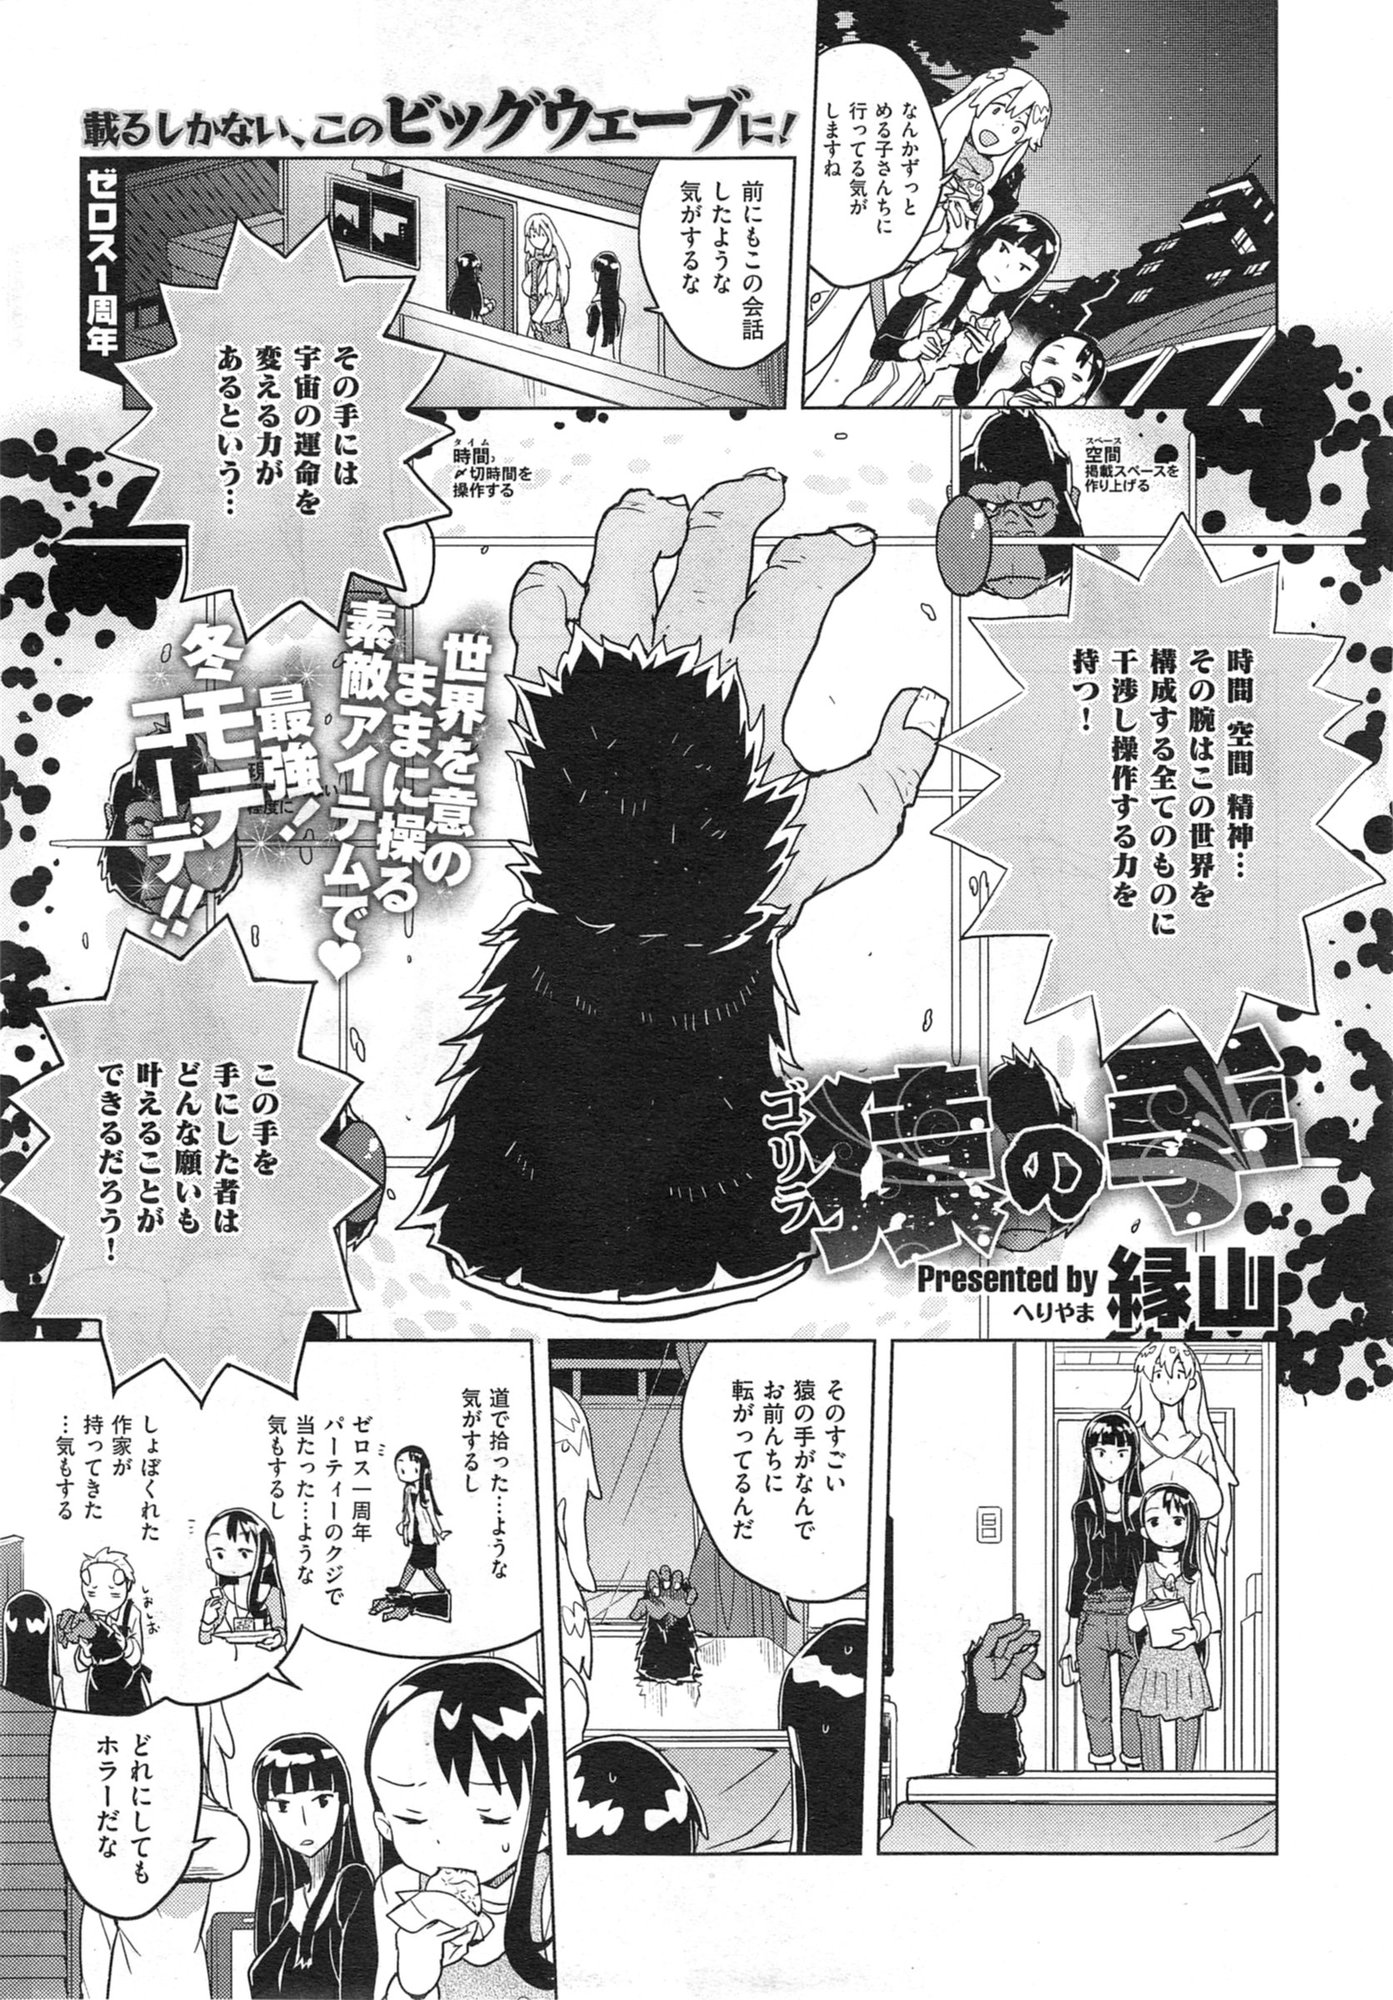 載るしかない、このビッグウェーブに!
ゼロス1周年
なんかずっと
める子さんちに
行ってる気が
しますね
前にもこの会話
したような
気がするな
その手には
宇宙の運命を
変える力が
あるという…
タイム
時間
〆切時間を
操作する
スペース
空間
掲載スペースを
作り上げる
時間 空間 精神…
その腕はこの世界を
構成する全てのものに
干渉し操作する力を
持つ!
世界を意の
ままに操る
素敵アイテムで♥
最強!
冬モテ
コーデ!!
この手を
手にした者は
どんな願いも
叶えることが
できるだろう!
ゴリラ
猿の手
Presented by
縁山
へりやま
そのすごい
猿の手がなんで
お前んちに
転がってるんだ
道で拾った…ような
気がするし
ゼロス一周年
パーティーのクジで
当たった…ような
気もするし
しょぼくれた
作家が
持ってきた
…気もする
しおしお
どれにしても
ホラーだな